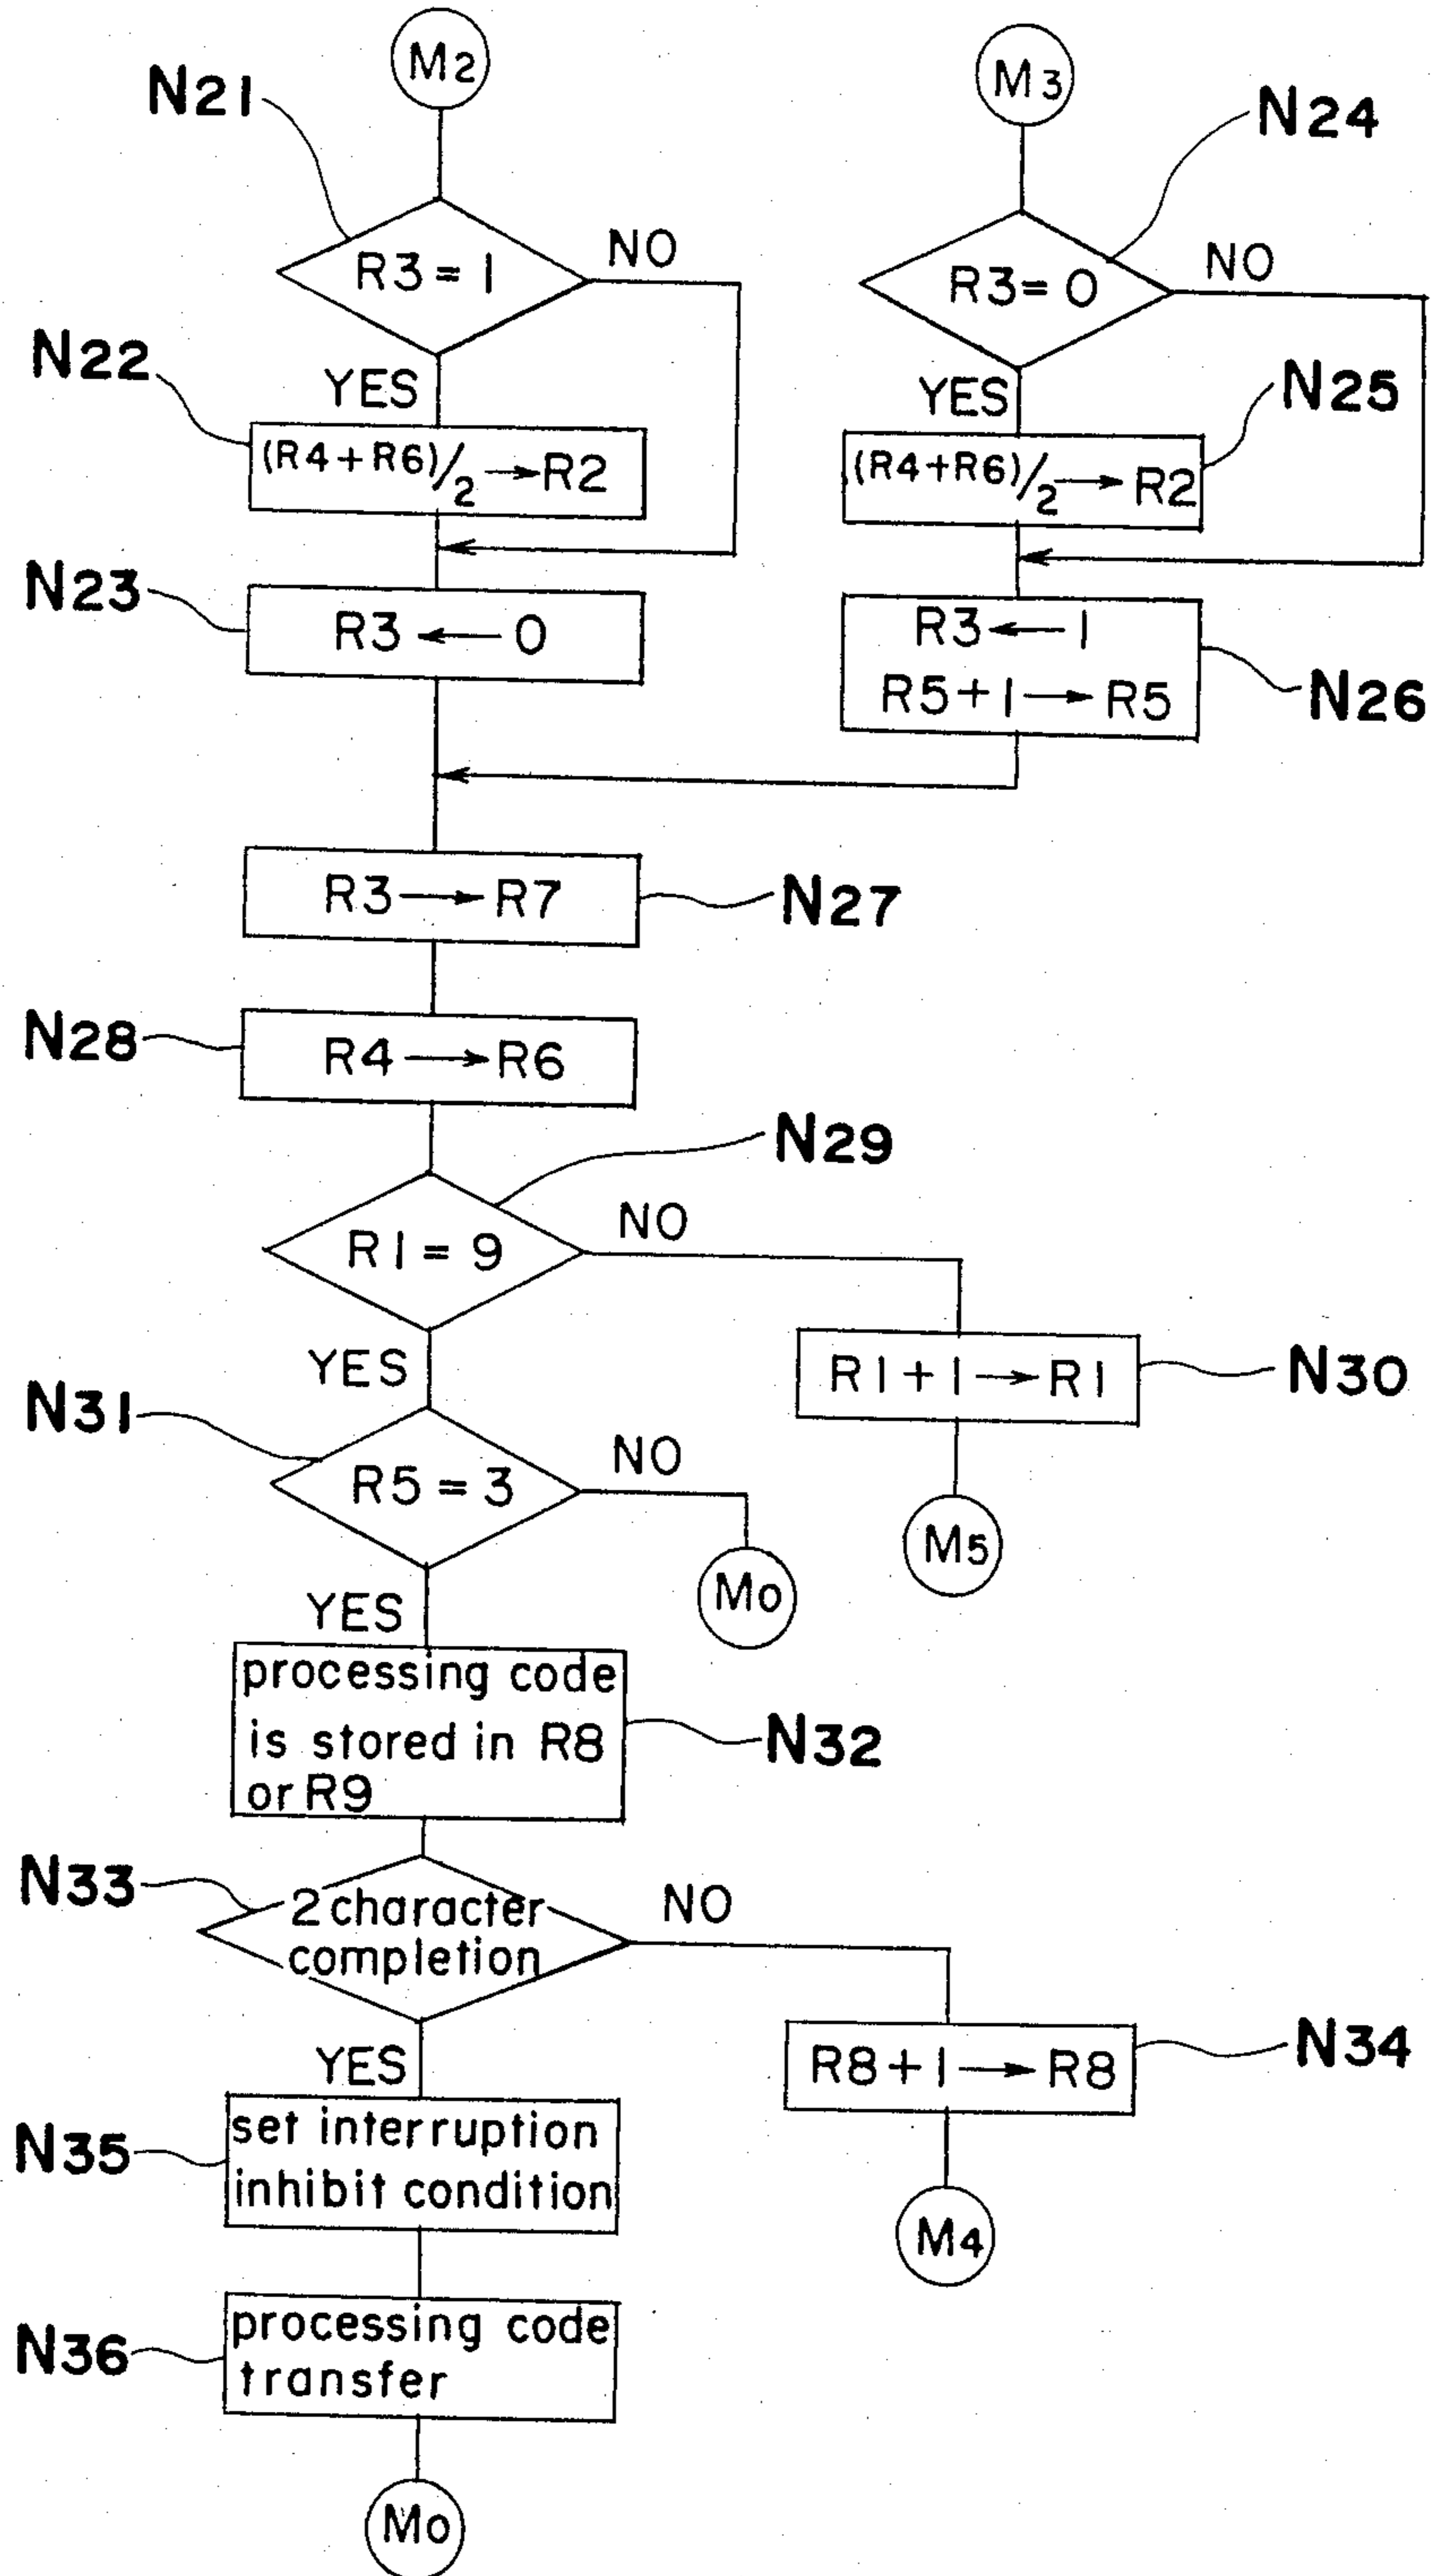 M2
M3
N21
N24
R3 = 1
NO
R3 = 0
NO
N22
YES
YES
N25
(R4+R6)/2 → R2
(R4+R6)/2 → R2
N23
R3 ← 0
R3 ← 1
R5 + 1 → R5
N26
R3 → R7
N27
N28
R4 → R6
N29
R1 = 9
NO
YES
R1 + 1 → R1
N30
N31
R5 = 3
NO
M5
M0
YES
processing code
is stored in R8
or R9
N32
N33
2 character
completion
NO
YES
R8 + 1 → R8
N34
N35
set interruption
inhibit condition
M4
N36
processing code
transfer
M0